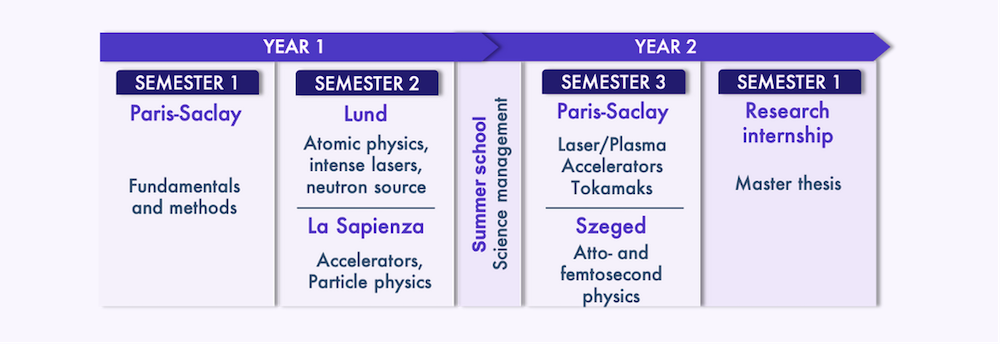 YEAR 1
YEAR 2
SEMESTER 1
Paris-Saclay
Fundamentals
and methods
SEMESTER 2
Lund
Atomic physics,
intense lasers,
neutron source
La Sapienza
Accelerators,
Particle physics
Summer school
Science management
SEMESTER 3
Paris-Saclay
Laser/Plasma
Accelerators
Tokamaks
Szeged
Atto- and
femtosecond
physics
SEMESTER 1
Research
internship
Master thesis